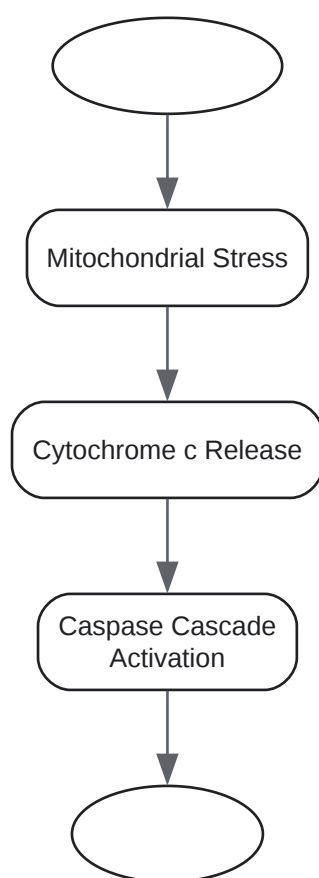 Mitochondrial Stress
Cytochrome c Release
Caspase Cascade
Activation